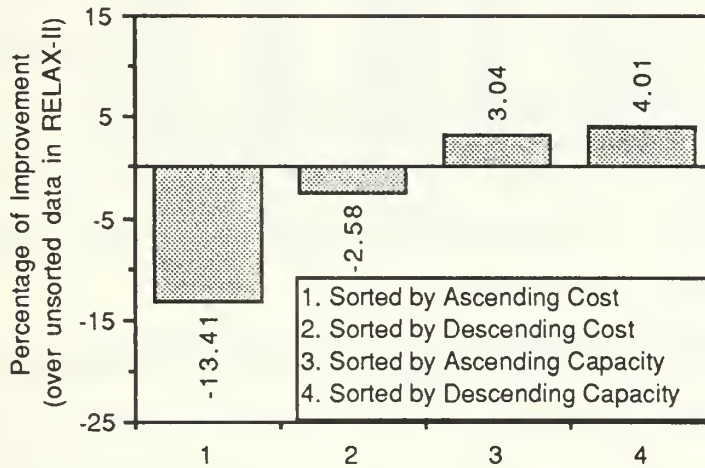 Percentage of Improvement
(over unsorted data in RELAX-II)
15
5
-5
-15
-25
-13.41
-2.58
3.04
4.01
1. Sorted by Ascending Cost
2. Sorted by Descending Cost
3. Sorted by Ascending Capacity
4. Sorted by Descending Capacity
1 2 3 4